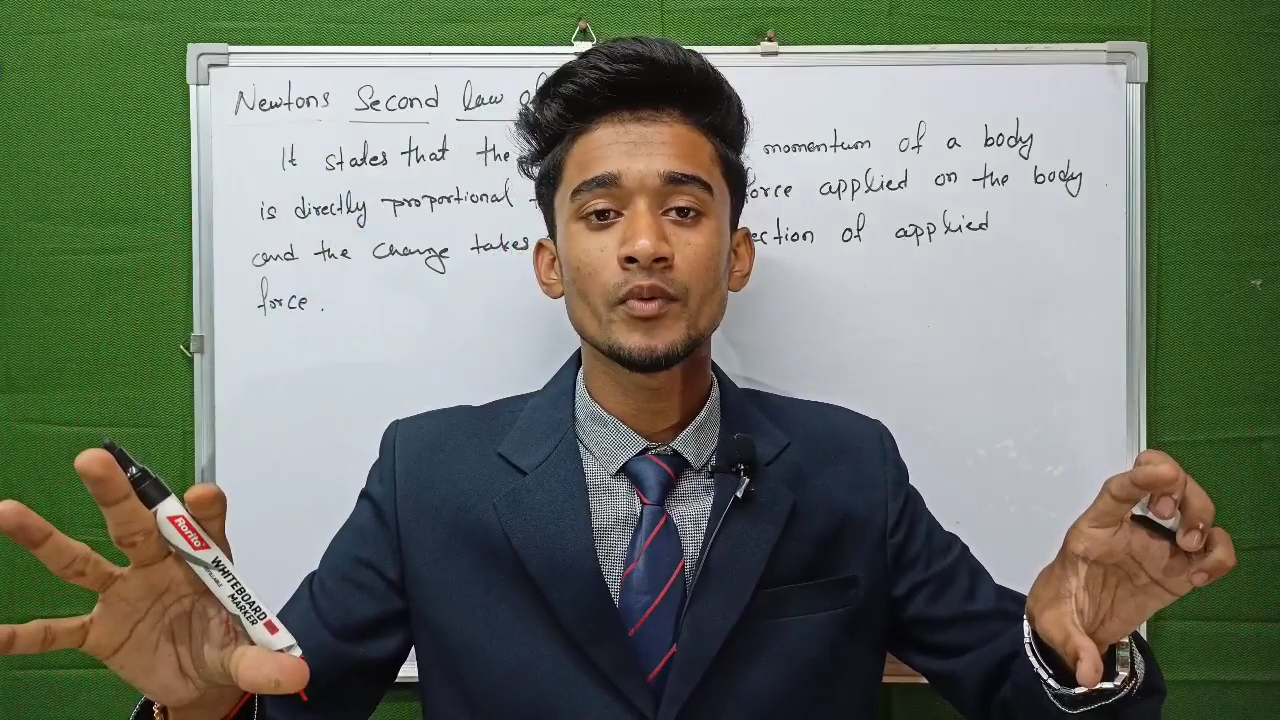 Newtons Second law of
It states that the momentum of a body
is directly proportional force applied on the body
and the change takes ection of applied
force.
Rorito
WHITEBOARD
MARKER